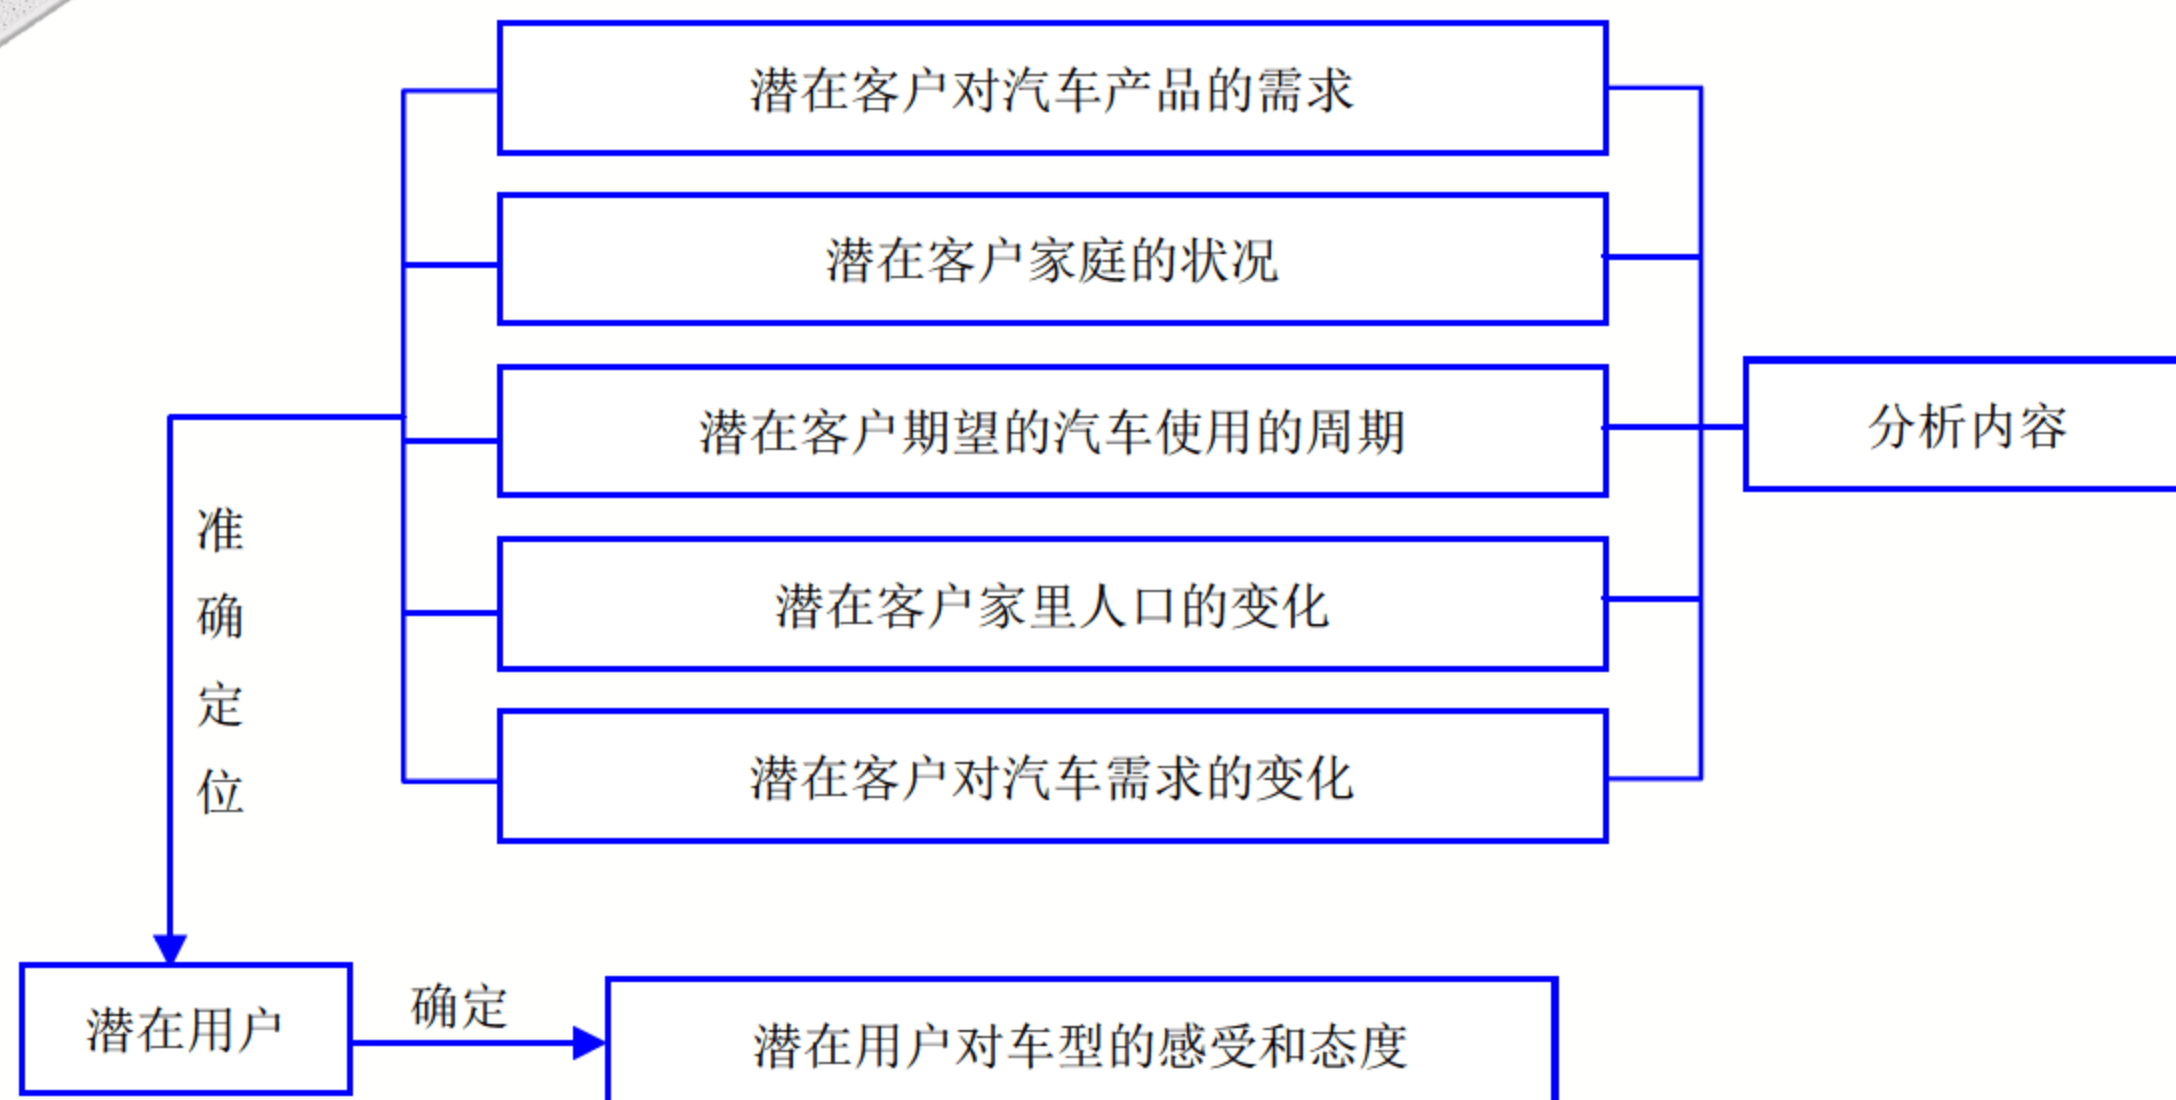 潜在客户对汽车产品的需求
潜在客户家庭的状况
潜在客户期望的汽车使用的周期
分析内容
潜在客户家里人口的变化
潜在客户对汽车需求的变化
准
确
定
位
潜在用户
确定
潜在用户对车型的感受和态度